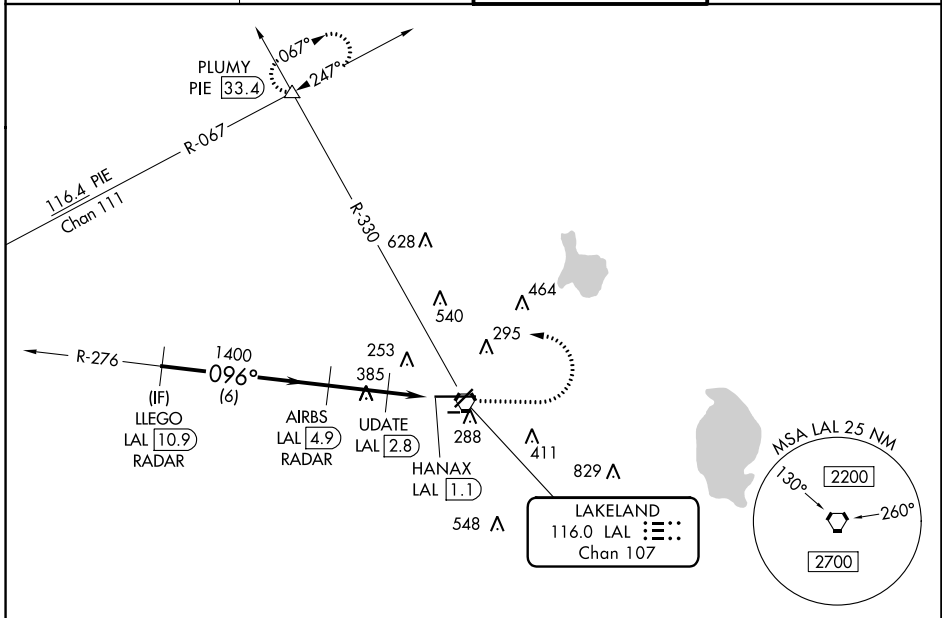 PLUMY
PIE 33.4
067°
247°
R-067
116.4 PIE
Chan 111
R-330
628
540
464
295
253
385
R-276
1400
096°
(6)
(IF)
LLEGO
LAL 10.9
RADAR
AIRBS
LAL 4.9
RADAR
UDATE
LAL 2.8
HANAX
LAL 1.1
288
411
829
548
LAKELAND
116.0 LAL
Chan 107
MSA LAL 25 NM
130°
2200
260°
2700